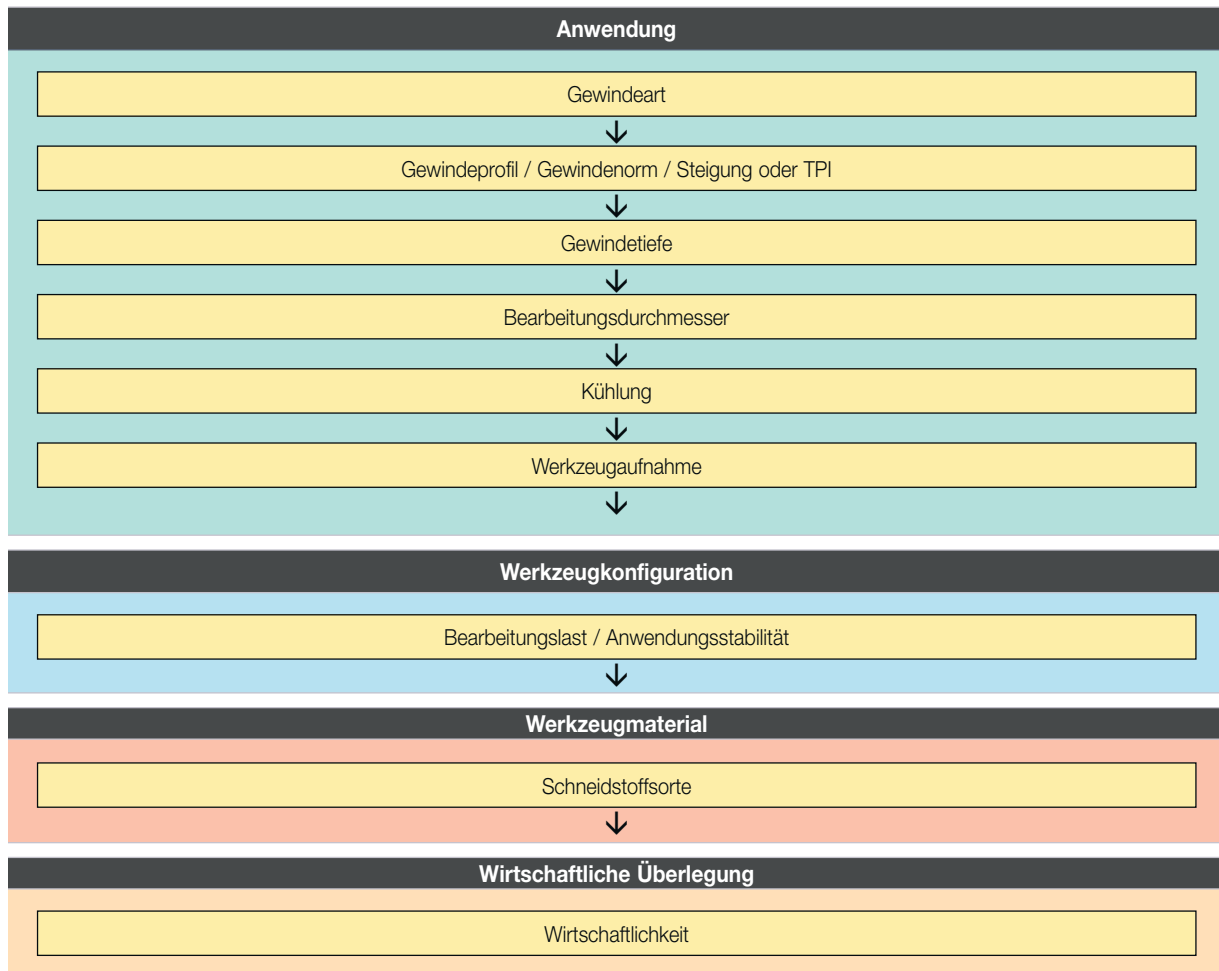 Anwendung
Gewindeart
Gewindeprofil / Gewindenorm / Steigung oder TPI
Gewindetiefe
Bearbeitungsdurchmesser
Kühlung
Werkzeugaufnahme
Werkzeugkonfiguration
Bearbeitungslast / Anwendungsstabilität
Werkzeugmaterial
Schneidstoffsorte
Wirtschaftliche Überlegung
Wirtschaftlichkeit